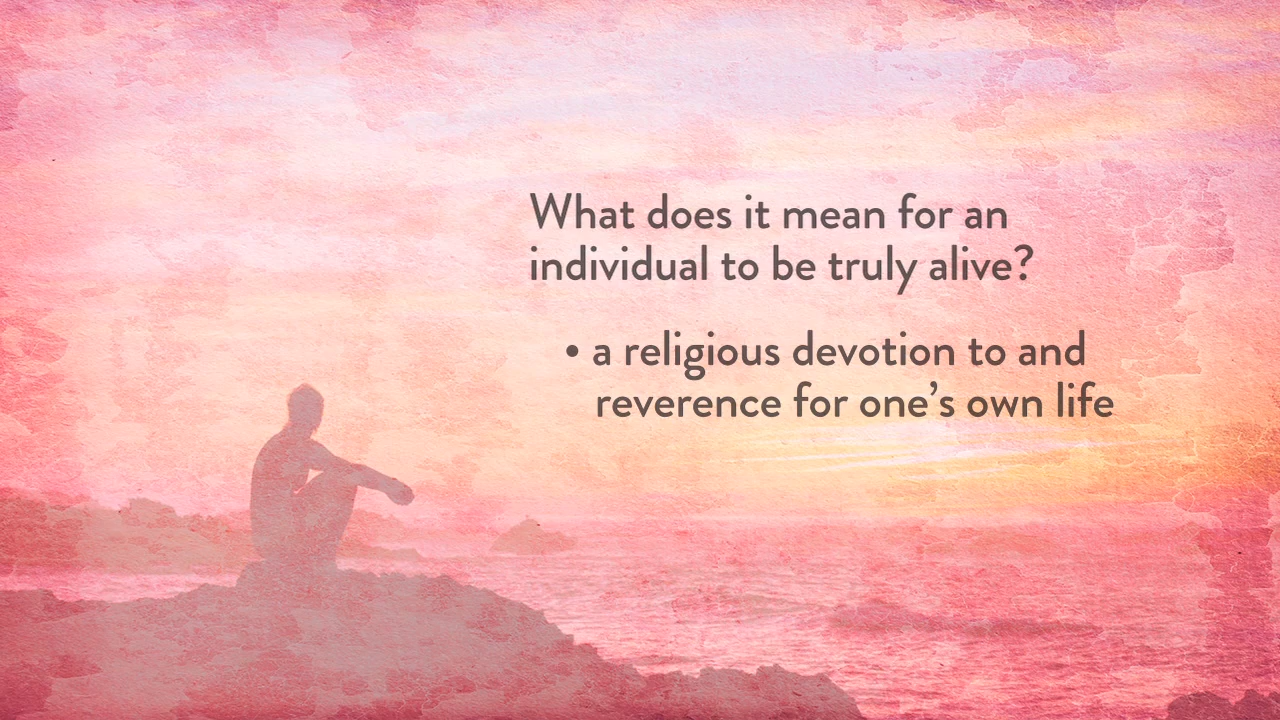 What does it mean for an
individual to be truly alive?
• a religious devotion to and
reverence for one’s own life